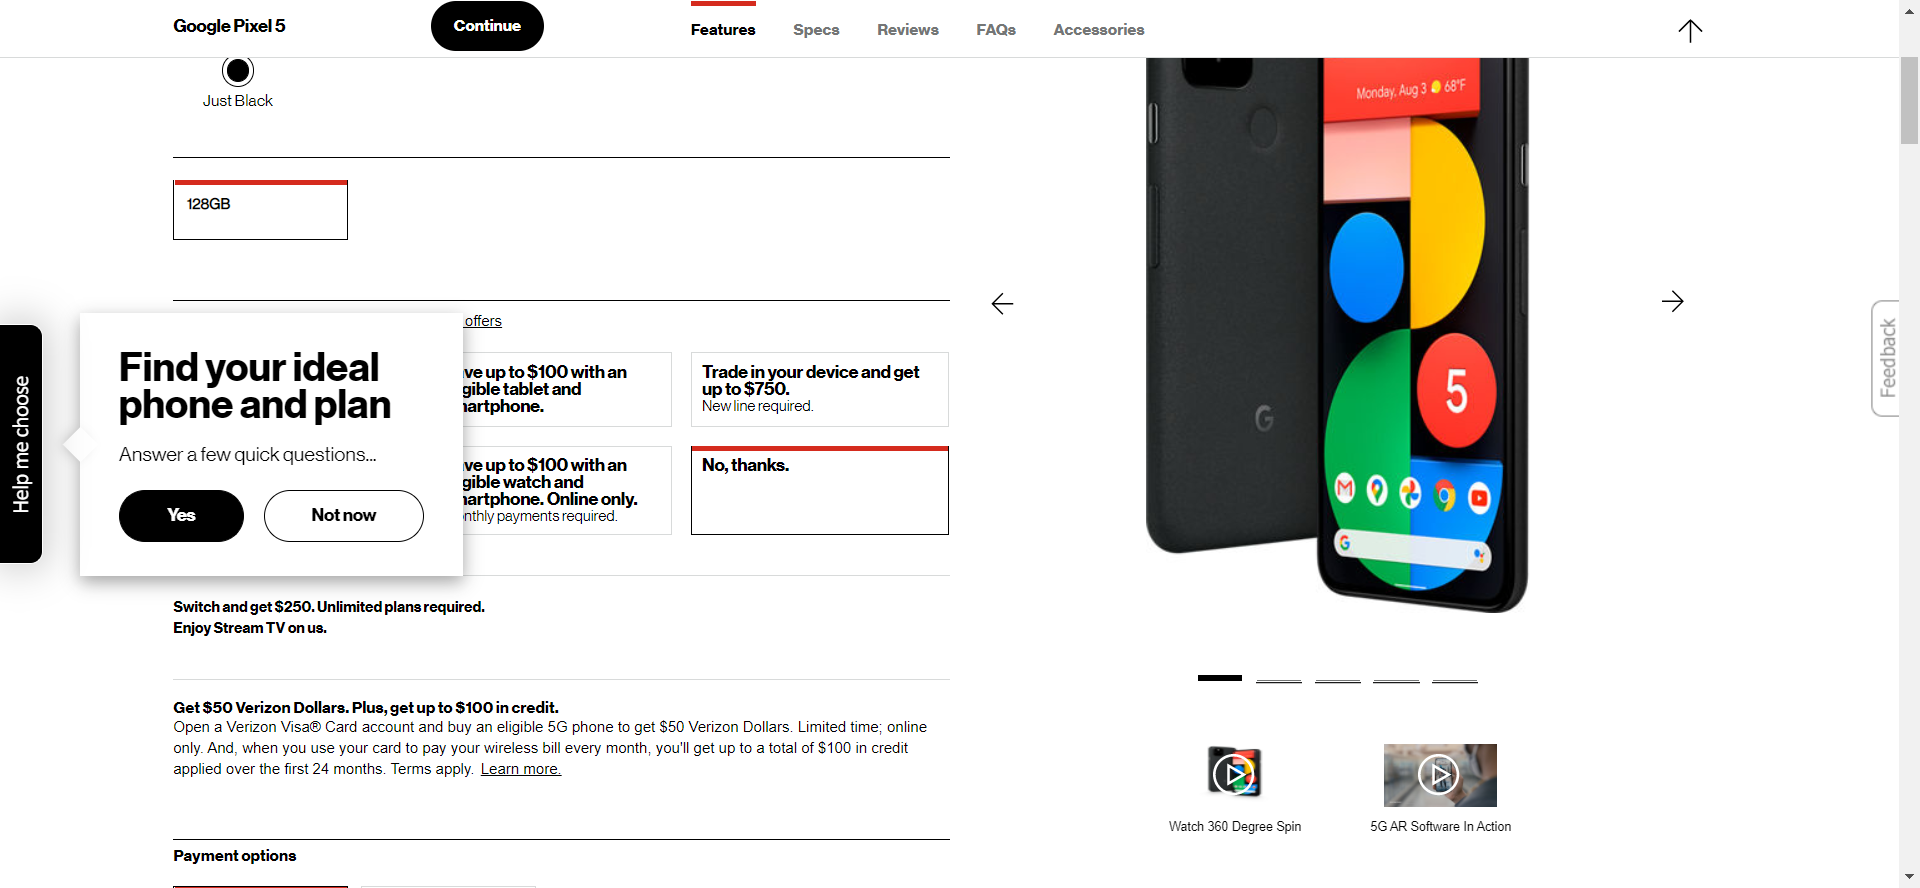 Google Pixel 5
Continue
Features
Specs
Reviews
FAQs
Accessories
Just Black
128GB
offers
ve up to $100 with an
gible tablet and
artphone.
Trade in your device and get
up to $750.
New line required.
ve up to $100 with an
gible watch and
artphone. Online only.
nthly payments required.
No, thanks.
Help me choose
Find your ideal
phone and plan
Answer a few quick questions...
Yes
Not now
Switch and get $250. Unlimited plans required.
Enjoy Stream TV on us.
Get $50 Verizon Dollars. Plus, get up to $100 in credit.
Open a Verizon Visa® Card account and buy an eligible 5G phone to get $50 Verizon Dollars. Limited time; online
only. And, when you use your card to pay your wireless bill every month, you'll get up to a total of $100 in credit
applied over the first 24 months. Terms apply. Learn more.
Payment options
Monday, Aug 3 68°F
5
G
Feedback
Watch 360 Degree Spin
5G AR Software In Action